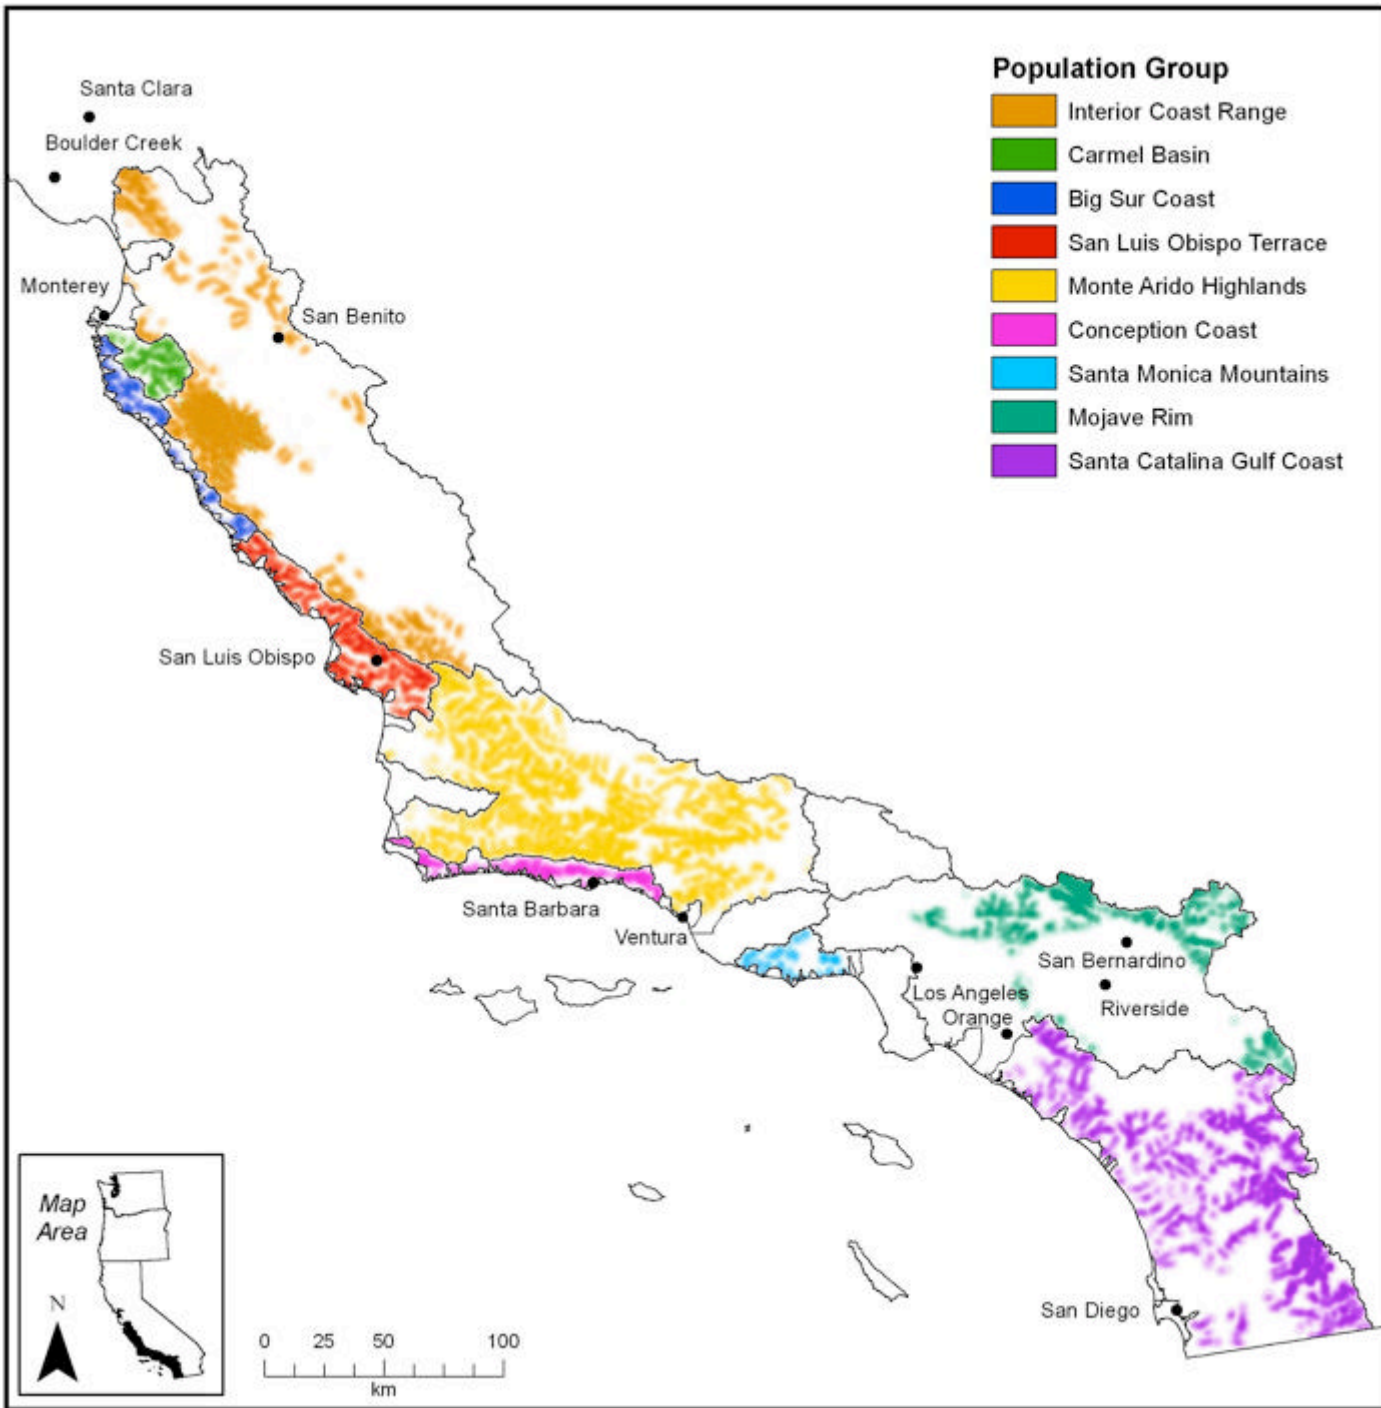 Population Group
Interior Coast Range
Carmel Basin
Big Sur Coast
San Luis Obispo Terrace
Monte Arido Highlands
Conception Coast
Santa Monica Mountains
Mojave Rim
Santa Catalina Gulf Coast
Santa Clara
Boulder Creek
Monterey
San Benito
San Luis Obispo
Santa Barbara
Ventura
San Bernardino
Los Angeles
Riverside
Orange
San Diego
Map
Area
N
0 25 50 100
km